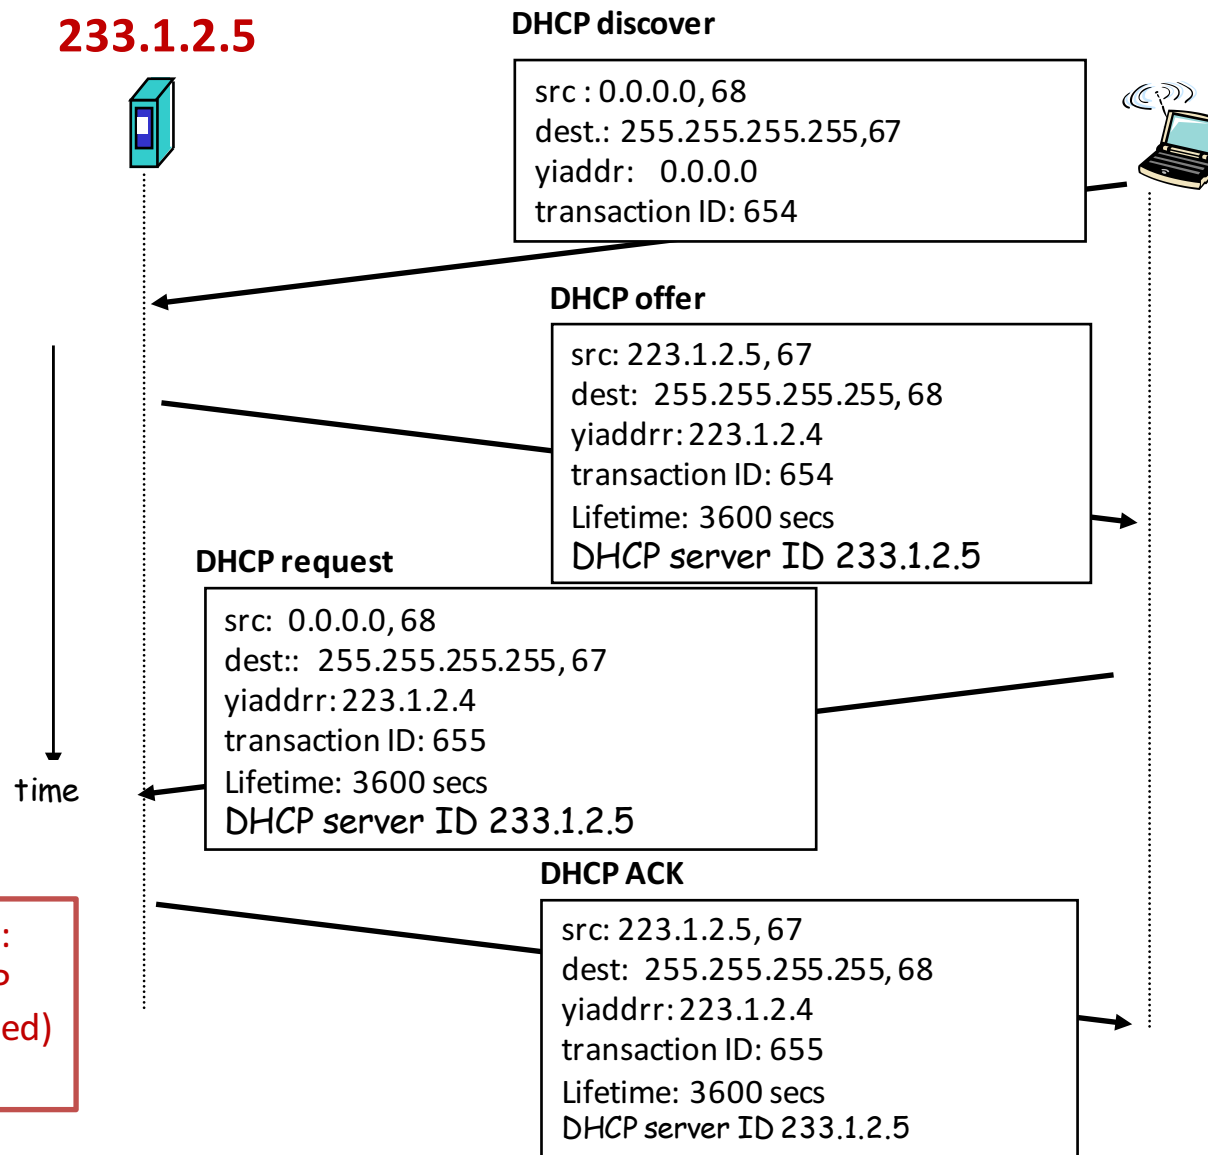 233.1.2.5
DHCP discover
src : 0.0.0.0, 68
dest.: 255.255.255.255,67
yiaddr: 0.0.0.0
transaction ID: 654
DHCP offer
src: 223.1.2.5, 67
dest: 255.255.255.255, 68
yiaddrr: 223.1.2.4
transaction ID: 654
Lifetime: 3600 secs
DHCP server ID 233.1.2.5
DHCP request
src: 0.0.0.0, 68
dest:: 255.255.255.255, 67
yiaddrr: 223.1.2.4
transaction ID: 655
Lifetime: 3600 secs
DHCP server ID 233.1.2.5
time
DHCP ACK
src: 223.1.2.5, 67
dest: 255.255.255.255, 68
yiaddrr: 223.1.2.4
transaction ID: 655
Lifetime: 3600 secs
DHCP server ID 233.1.2.5
:
ed)